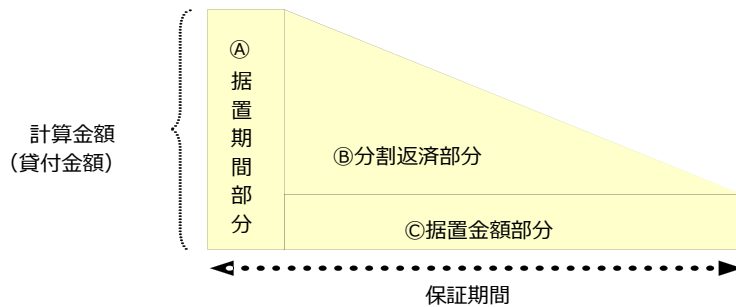 Ⓐ据置期間部分
計算金額
（貸付金額）
Ⓑ分割返済部分
Ⓒ据置金額部分
保証期間